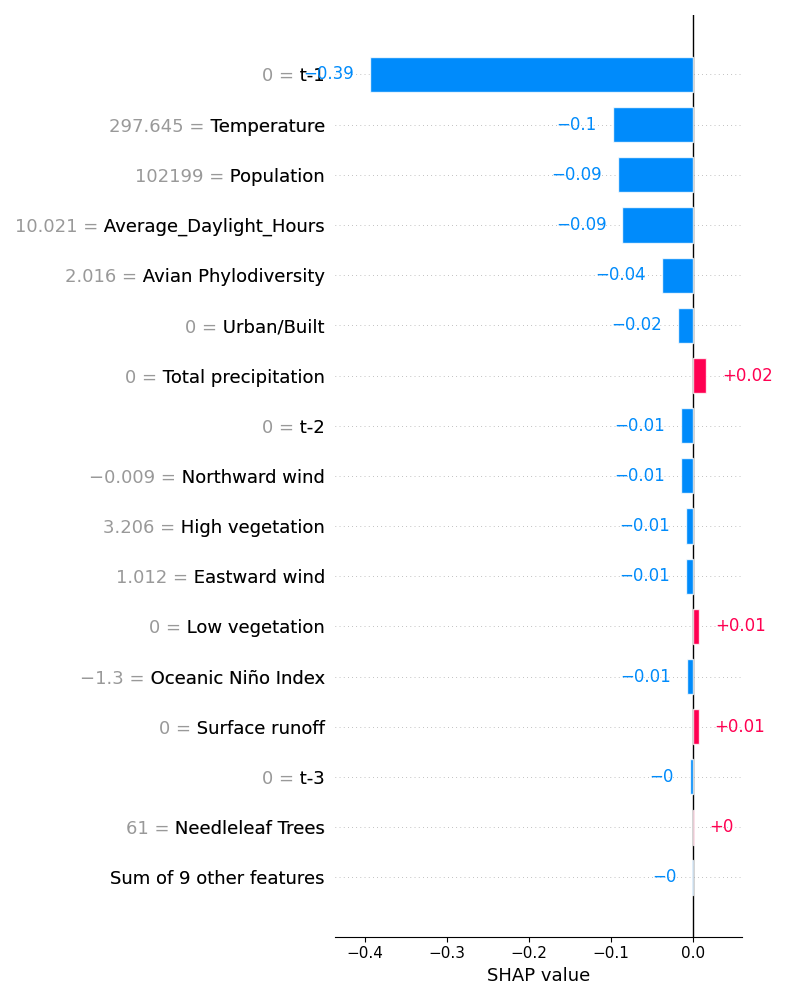 0 = t-1 −0.39
297.645 = Temperature −0.1
102199 = Population −0.09
10.021 = Average_Daylight_Hours −0.09
2.016 = Avian Phylodiversity −0.04
0 = Urban/Built −0.02
0 = Total precipitation +0.02
0 = t-2 −0.01
−0.009 = Northward wind −0.01
3.206 = High vegetation −0.01
1.012 = Eastward wind −0.01
0 = Low vegetation +0.01
−1.3 = Oceanic Niño Index −0.01
0 = Surface runoff +0.01
0 = t-3 −0
61 = Needleleaf Trees +0
Sum of 9 other features −0
−0.4 −0.3 −0.2 −0.1 0.0
SHAP value